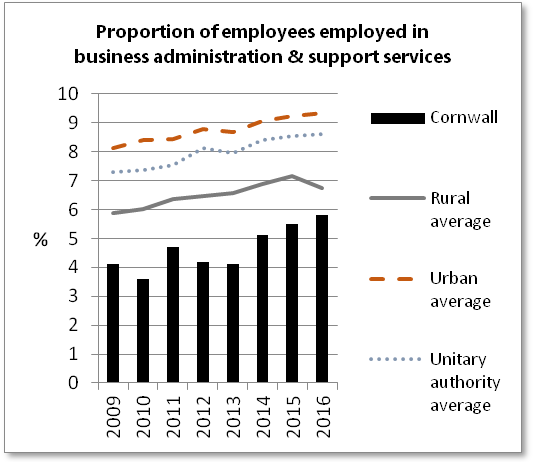 Proportion of employees employed in
business administration & support services
10
9
8
7
6
5
4
3
2
1
0
%
2009
2010
2011
2012
2013
2014
2015
2016
Cornwall
Rural
average
Urban
average
Unitary
authority
average